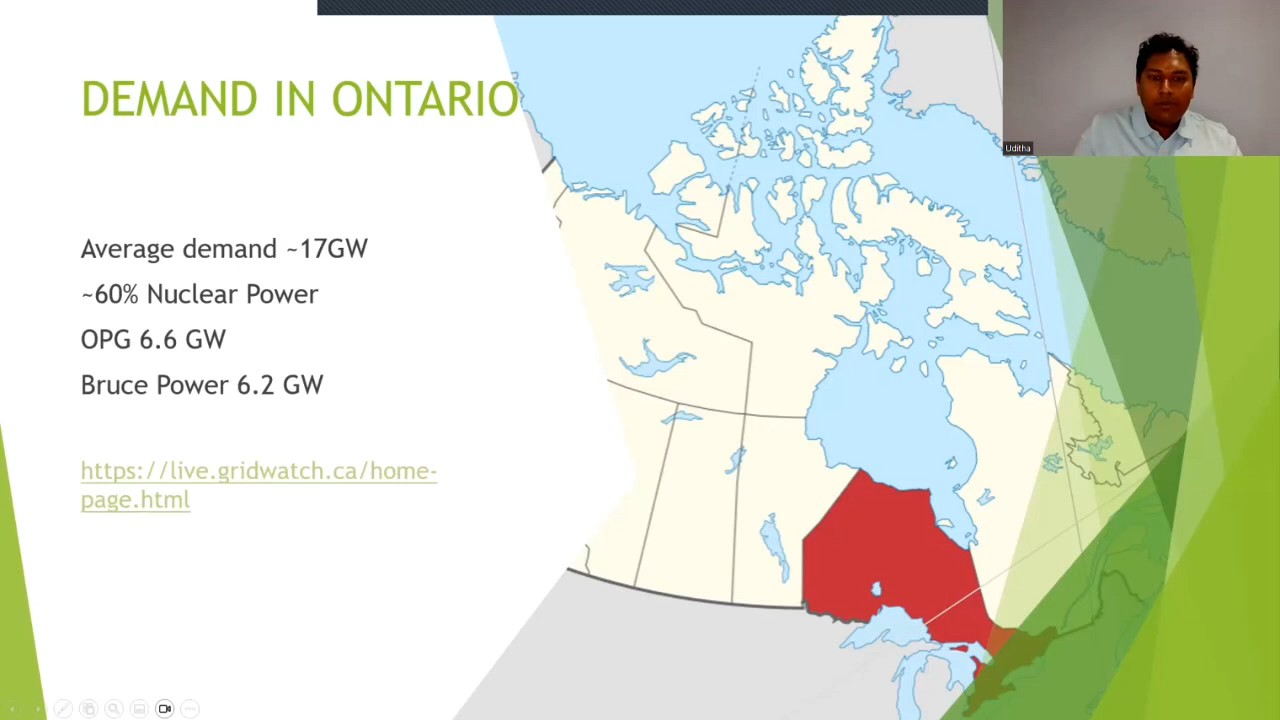 DEMAND IN ONTARIO
Uditha
Average demand ~17GW
~60% Nuclear Power
OPG 6.6 GW
Bruce Power 6.2 GW
https://live.gridwatch.ca/home-
page.html